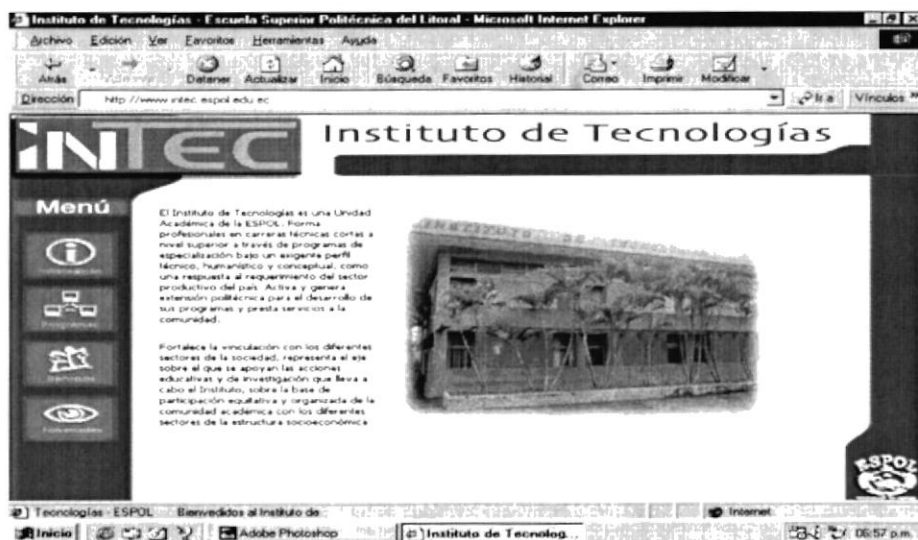 Instituto de Tecnologías - Escuela Superior Politécnica del Litoral - Microsoft Internet Explorer
Archivo Edición Ver Favoritos Herramientas Ayuda
Atrás Detener Actualizar Inicio Búsqueda Favoritos Historial Correo Imprimir Modificar
Dirección http://www.intec.espol.edu.ec Ir a Vínculos »
iNTEC Instituto de Tecnologías
Menú
El Instituto de Tecnologías es una Unidad
Académica de la ESPOL. Forma
profesionales en carreras técnicas cortas a
nivel superior a través de programas de
especialización bajo un exigente perfil
técnico, humanístico y conceptual, como
una respuesta al requerimiento del sector
productivo del país. Activa y genera
extensión politécnica para el desarrollo de
sus programas y presta servicios a la
comunidad.
Fortalece la vinculación con los diferentes
sectores de la sociedad, representa el eje
sobre el que se apoyan las acciones
educativas y de investigación que lleva a
cabo el Instituto, sobre la base de
participación equitativa y organizada de la
comunidad académica con los diferentes
sectores de la estructura socioeconómica
INSTITUTO DE
Información
Programas
Servicios
ESPOL
Tecnologías - ESPOL Bienvedidos al Instituto de Internet
Inicio Adobe Photoshop Instituto de Tecnolog... 06:57 p.m.